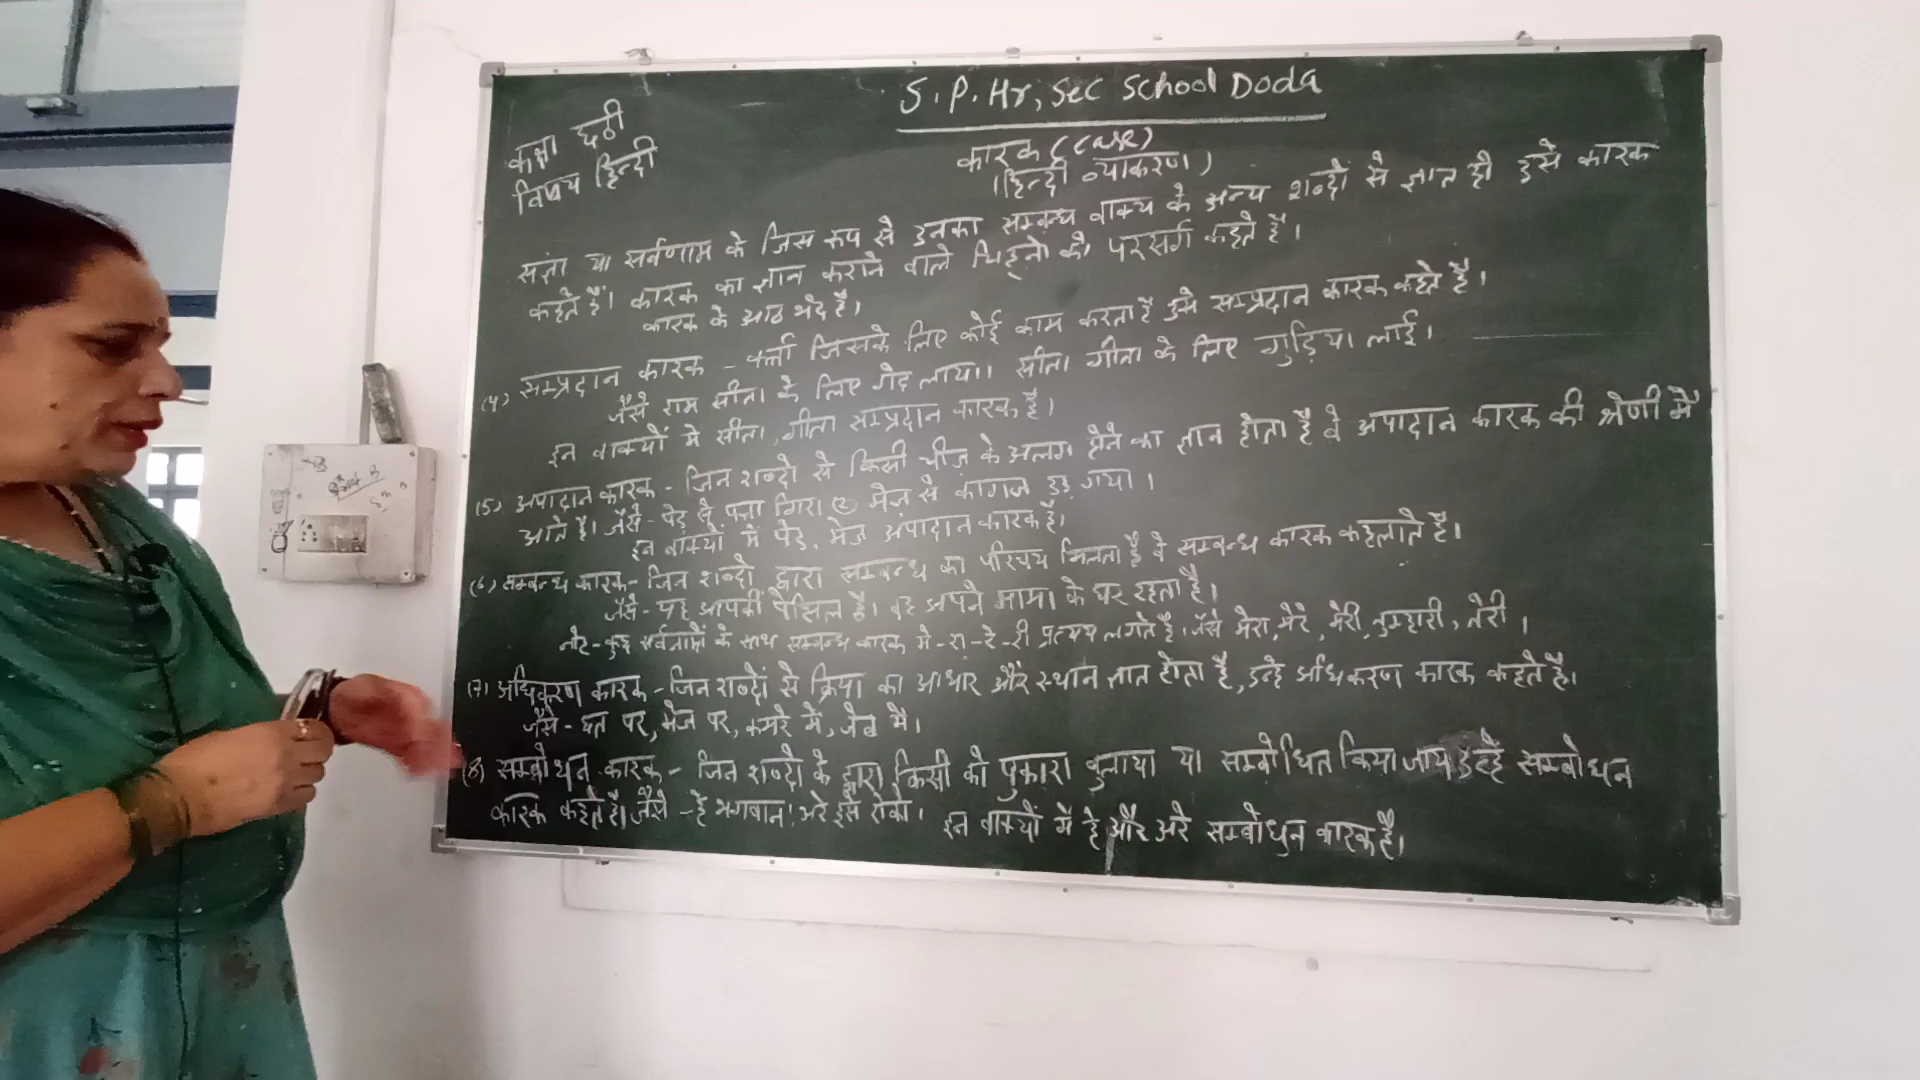 S.P. Hr, Sec School Doda
कक्षा छठी
विषय हिन्दी
कारक (case)
(हिन्दी व्याकरण)
संज्ञा या सर्वणाम के जिस रूप से उनका सम्बन्ध वाक्य के अन्य शब्दों से ज्ञात हो इसे कारक
कहते हैं। कारक का ज्ञान कराने वाले चिह्नो को परसर्ग कहते है।
कारक के आठ भेद है।
(4) सम्प्रदान कारक - कर्त्ता जिसके लिए कोई काम करता है उसे सम्प्रदान कारक कहते है।
जैसे राम सीता के लिए गेंद लाया। सीता गीता के लिए गुड़िया लाई।
इन वाक्यों मे सीता, गीता सम्प्रदान कारक है।
(5) अपादान कारक - जिन शब्दो से किसी चीज के अलग होने का ज्ञान होता है वे अपादान कारक की श्रेणी में
आते है। जैसे - पेड़ से पत्ता गिरा (2) मेज से कागज उड़ गया।
इन वाक्यों में पेड़, मेज अपादान कारक है।
(6) सम्बन्ध कारक - जिन शब्दो द्वारा सम्बन्ध का परिचय मिलता है वे सम्बन्ध कारक कहलाते है।
जैसे - यह आपकी पेंसिल है। वह अपने मामा के घर रहता है।
नोट - कुछ सर्वनामों के साथ सम्बन्ध कारक मे - रा - रे - री प्रत्यय लगते है। जैसे मेरा, मेरे, मेरी, तुम्हारी, तेरी।
(7) अधिकरण कारक - जिन शब्दों से क्रिया का आधार और स्थान ज्ञात होता है, उन्हे अधिकरण कारक कहते है।
जैसे - छत पर, मेज पर, कमरे में, जेब में।
(8) सम्बोधन कारक - जिन शब्दो के द्वारा किसी को पुकारा बुलाया या सम्बोधित किया जाय उन्हे सम्बोधन
कारक कहते है। जैसे - हे भगवान! अरे इसे रोको। इन वाक्यों में हे और अरे सम्बोधन कारक है।